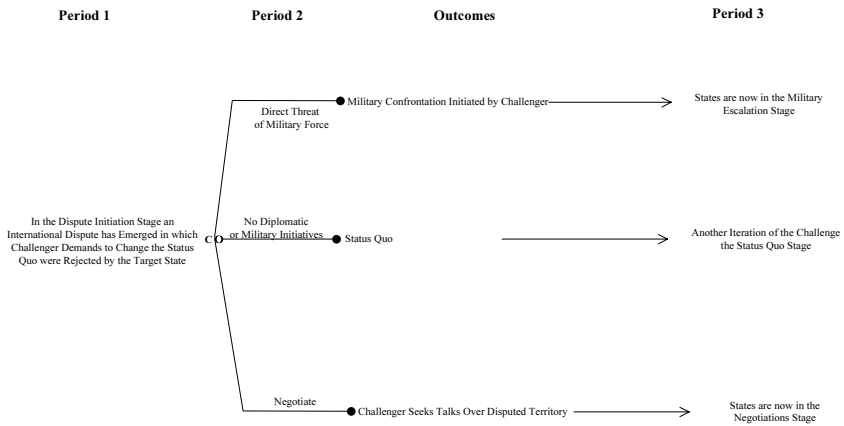 Period 1
Period 2
Outcomes
Period 3
Direct Threat
of Military Force
Military Confrontation Initiated by Challenger
States are now in the Military
Escalation Stage
In the Dispute Initiation Stage an
International Dispute has Emerged in which
Challenger Demands to Change the Status
Quo were Rejected by the Target State
C
No Diplomatic
or Military Initiatives
Status Quo
Another Iteration of the Challenge
the Status Quo Stage
Negotiate
Challenger Seeks Talks Over Disputed Territory
States are now in the
Negotiations Stage